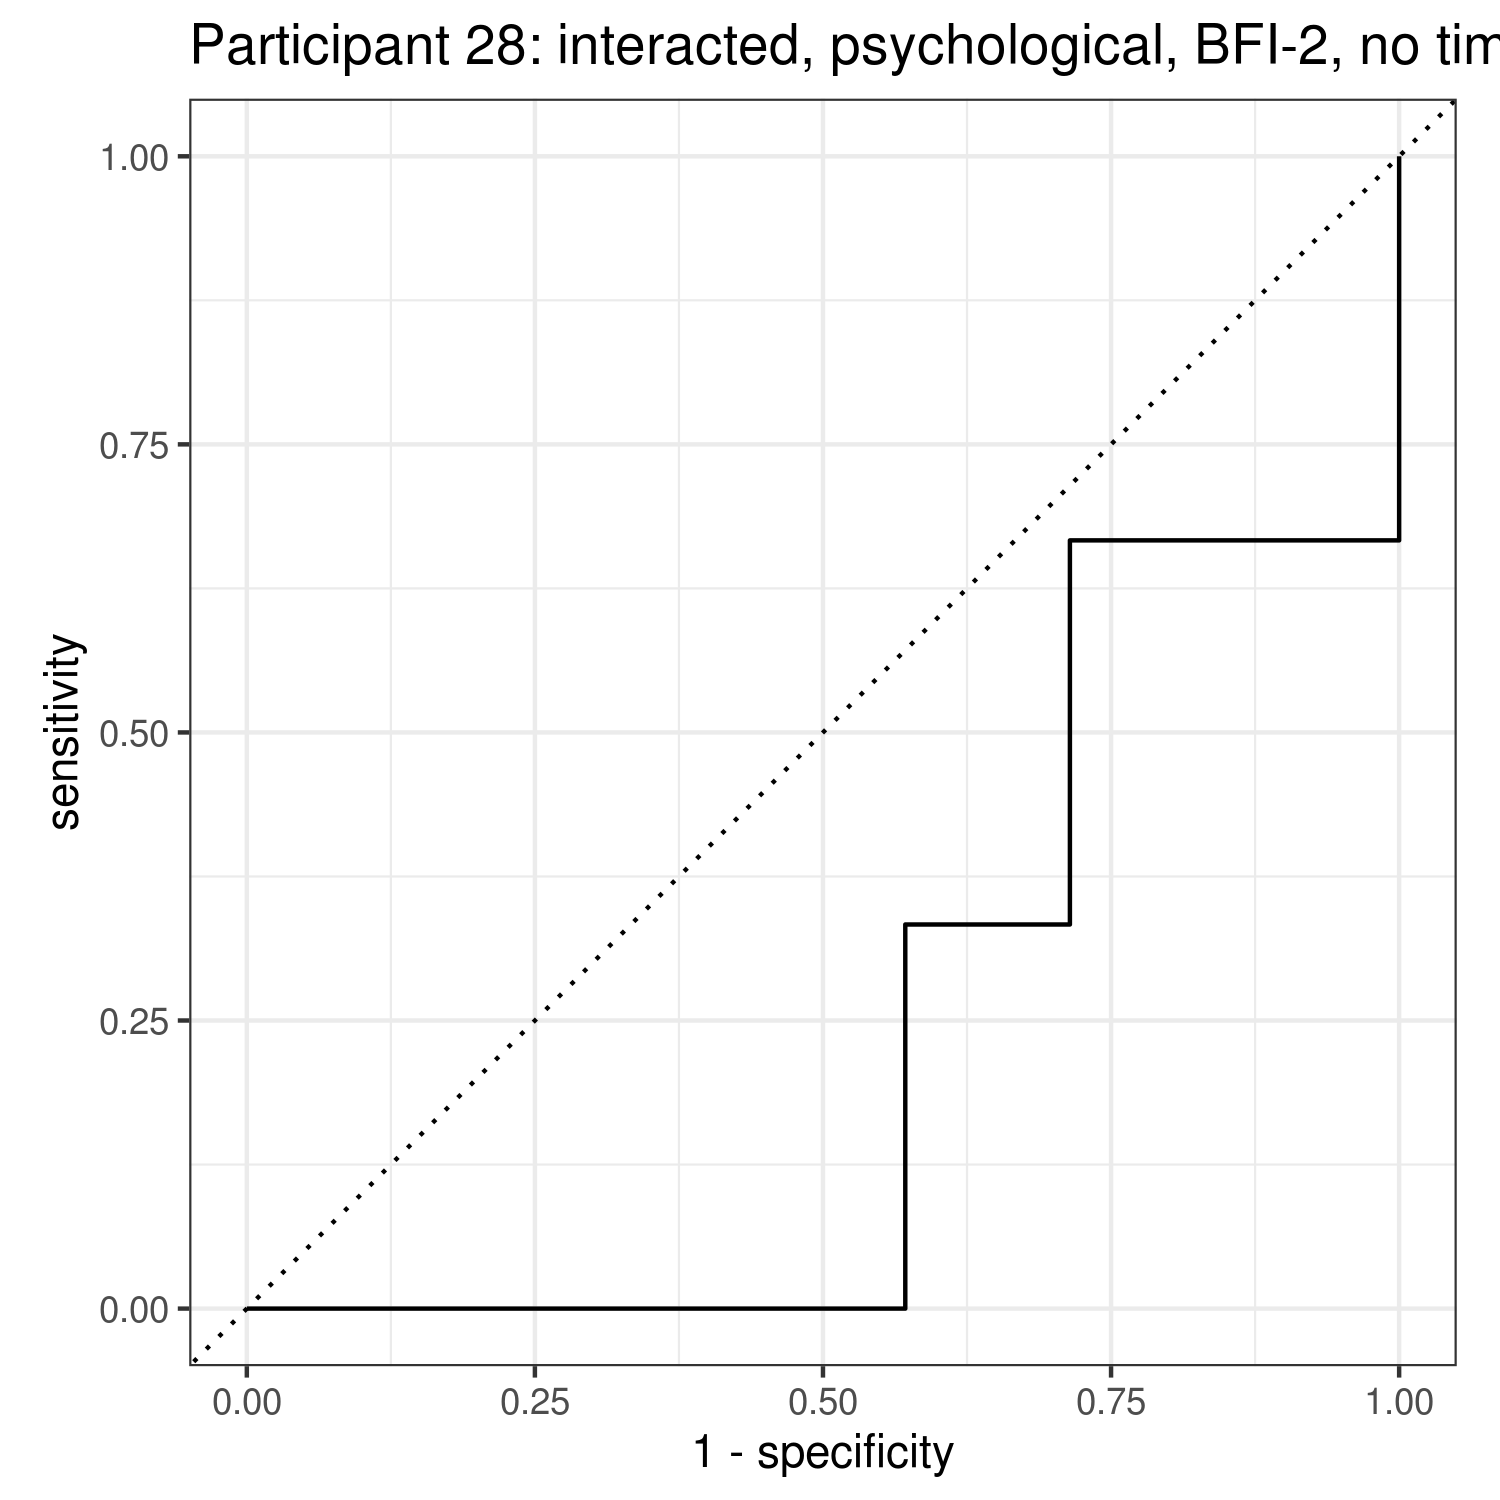 Participant 28: interacted, psychological, BFI-2, no
1.00
0.75
0.50
0.25
0.00
sensitivity
0.00 0.25 0.50 0.75 1.00
1 - specificity